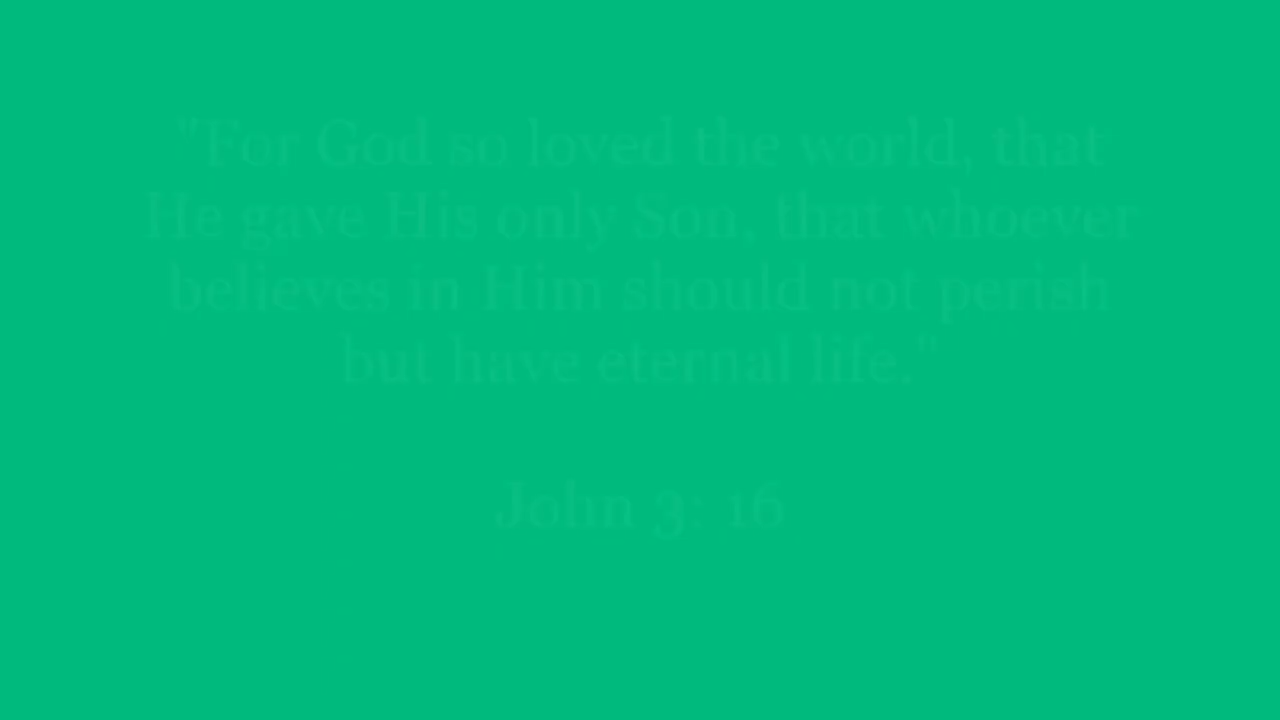 "For God so loved the world, that
He gave His only Son, that whoever
believes in Him should not perish
but have eternal life."
John 3: 16